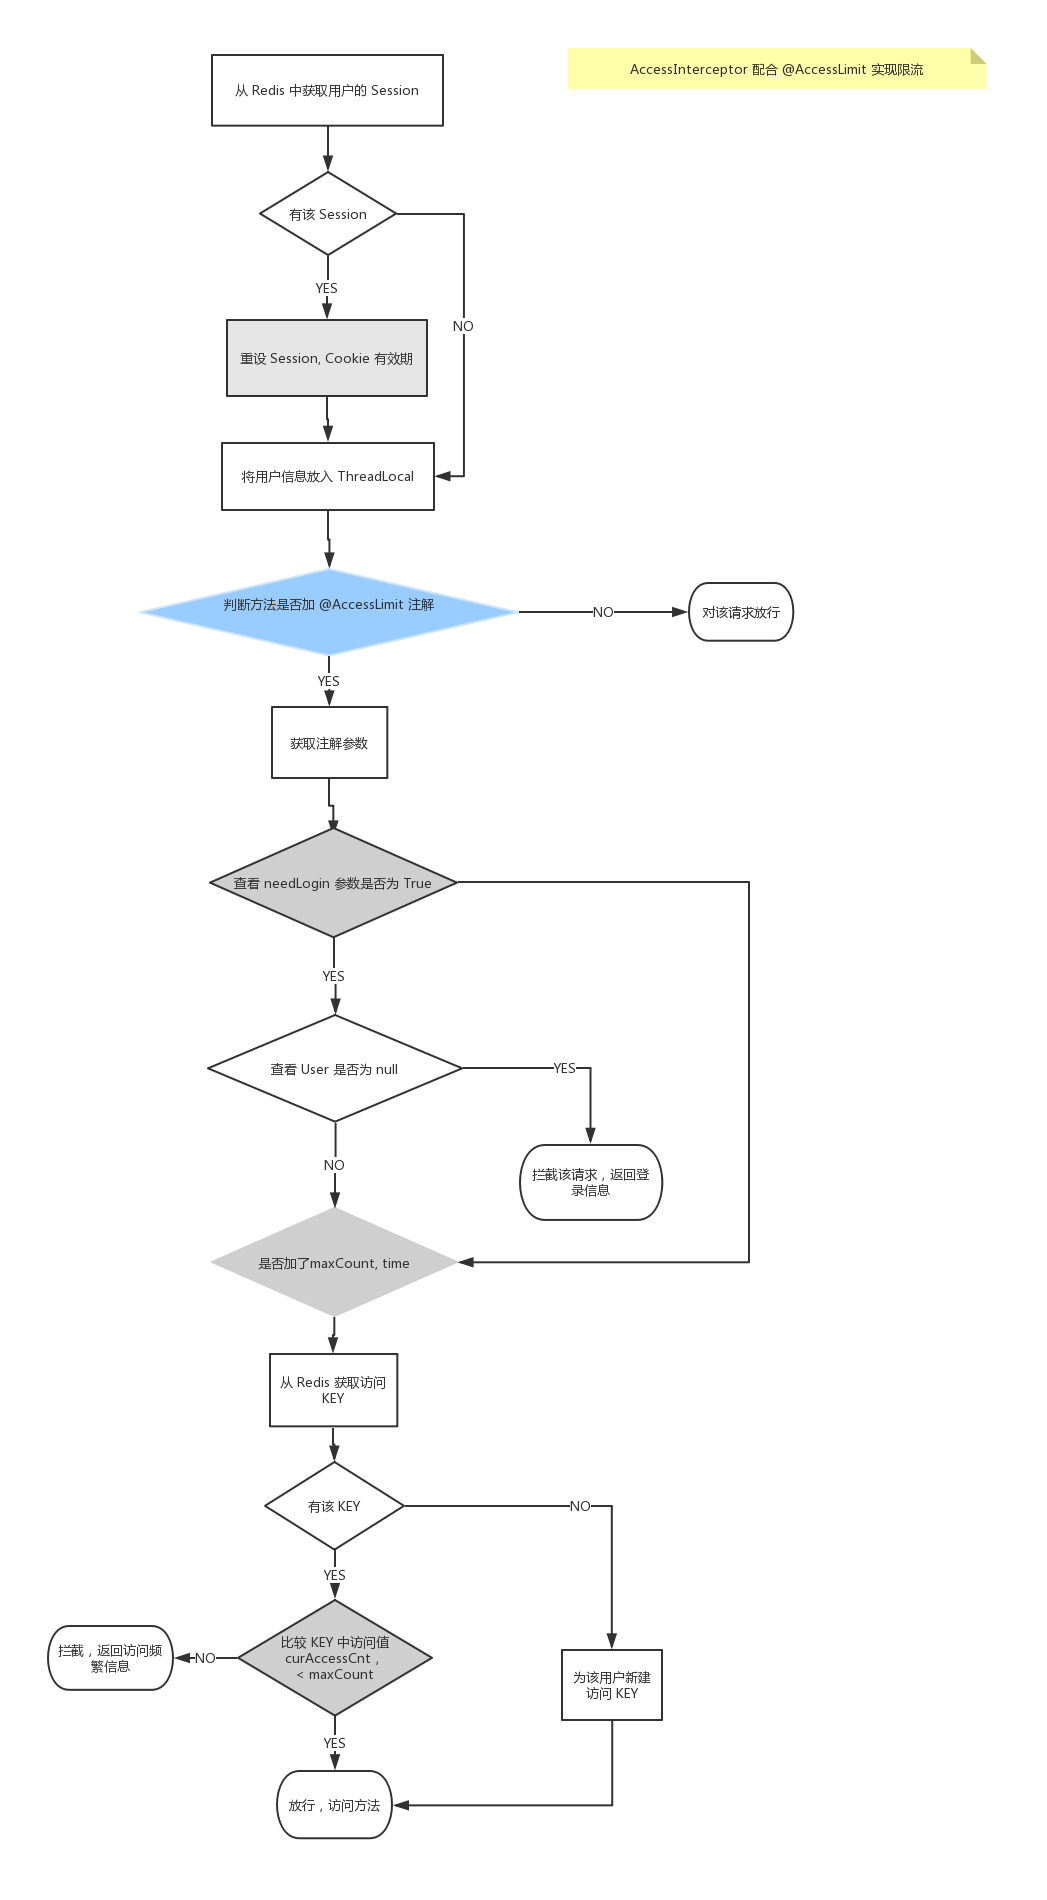 从 Redis 中获取用户的 Session
AccessInterceptor 配合 @AccessLimit 实现限流
有该 Session
YES
NO
重设 Session, Cookie 有效期
将用户信息放入 ThreadLocal
判断方法是否加 @AccessLimit 注解
NO
对该请求放行
YES
获取注解参数
查看 needLogin 参数是否为 True
YES
查看 User 是否为 null
YES
拦截该请求，返回登
录信息
NO
是否加了maxCount, time
从 Redis 获取访问
KEY
有该 KEY
NO
YES
比较 KEY 中访问值
curAccessCnt，
< maxCount
NO
拦截，返回访问频
繁信息
为该用户新建
访问 KEY
YES
放行，访问方法